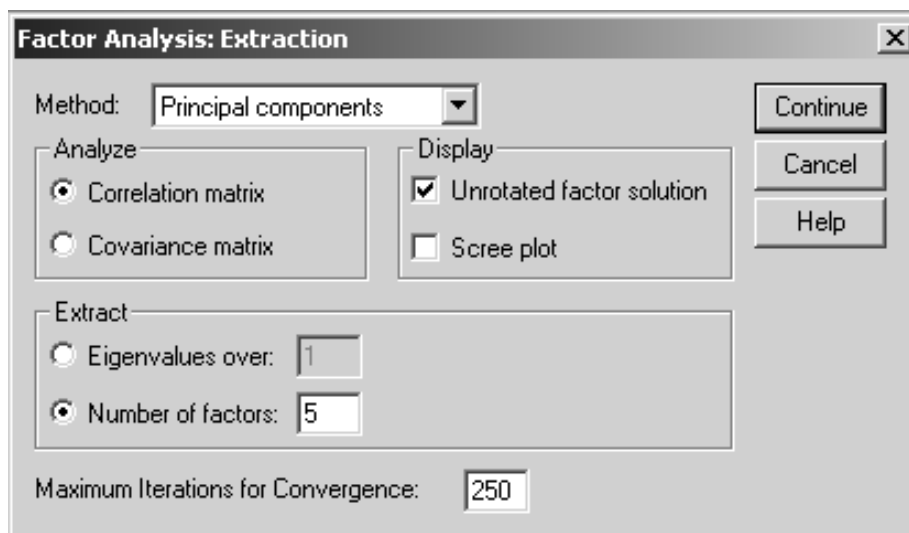 Factor Analysis: Extraction
Method: Principal components
Continue
Analyze
Display
Cancel
Correlation matrix
Unrotated factor solution
Help
Covariance matrix
Scree plot
Extract
Eigenvalues over: 1
Number of factors: 5
Maximum Iterations for Convergence: 250